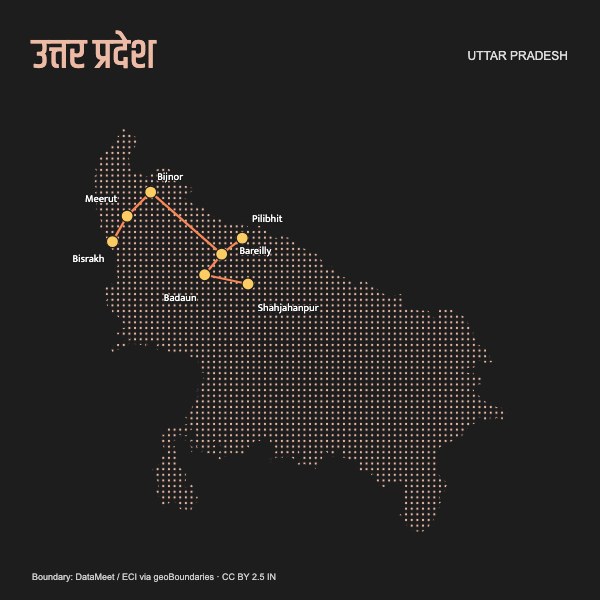 उत्तर प्रदेश
UTTAR PRADESH
Bijnor
Meerut
Pilibhit
Bareilly
Bisrakh
Badaun
Shahjahanpur
Boundary: DataMeet / ECI via geoBoundaries · CC BY 2.5 IN